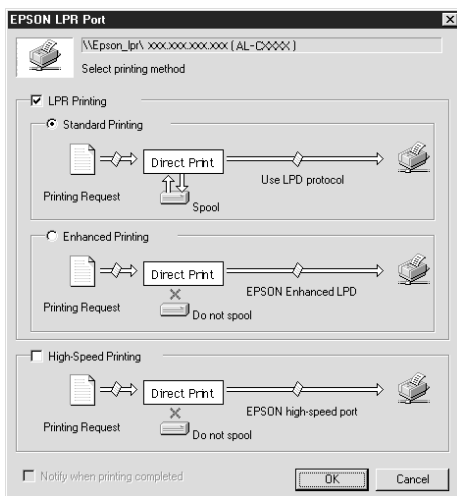 EPSON LPR Port
\\Epson_lpr\ xxx.xxx.xxx.xxx ( AL-CXXXX )
Select printing method
LPR Printing
Standard Printing
Direct Print
Use LPD protocol
Printing Request
Spool
Enhanced Printing
Direct Print
EPSON Enhanced LPD
Printing Request
Do not spool
High-Speed Printing
Direct Print
EPSON high-speed port
Printing Request
Do not spool
Notify when printing completed
OK
Cancel